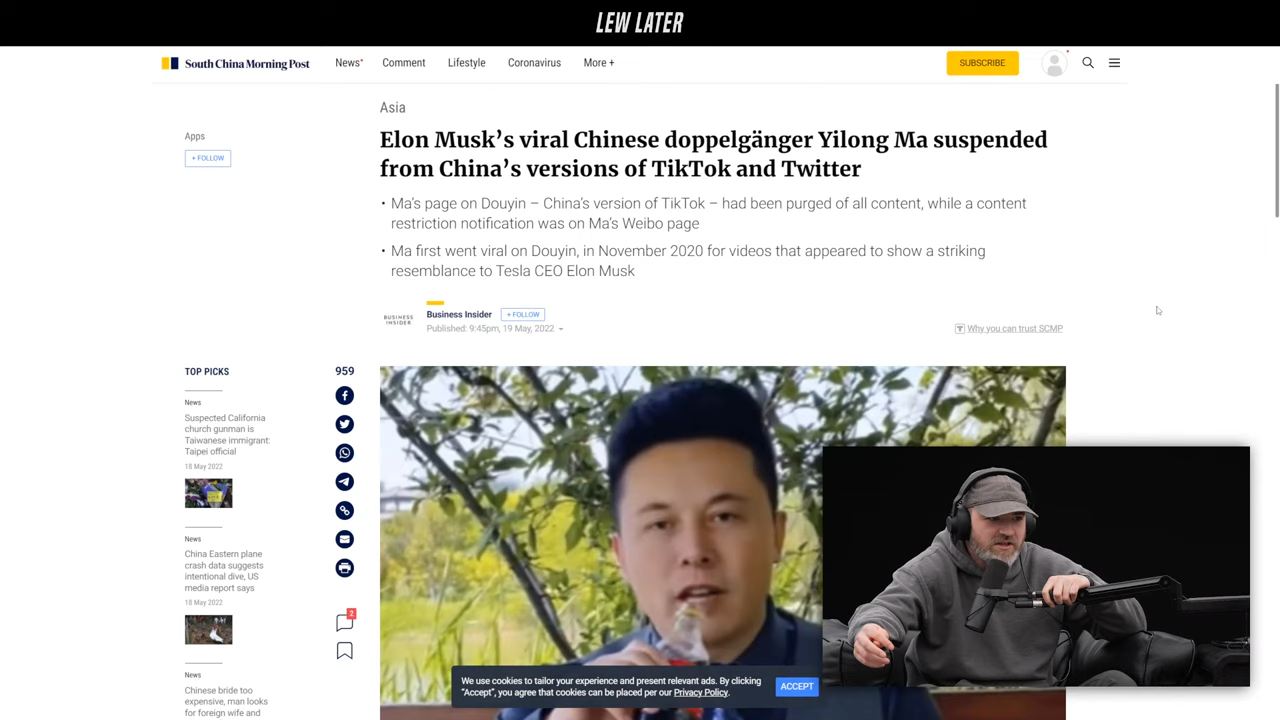 LEW LATER
South China Morning Post
News
Comment
Lifestyle
Coronavirus
More +
SUBSCRIBE
Asia
Apps
+ FOLLOW
Elon Musk's viral Chinese doppelgänger Yilong Ma suspended
from China's versions of TikTok and Twitter
• Ma's page on Douyin – China's version of TikTok – had been purged of all content, while a content
restriction notification was on Ma's Weibo page
• Ma first went viral on Douyin, in November 2020 for videos that appeared to show a striking
resemblance to Tesla CEO Elon Musk
BUSINESS
INSIDER
Business Insider
+ FOLLOW
Published: 9:45pm, 19 May, 2022
Why you can trust SCMP
TOP PICKS
959
News
Suspected California
church gunman is
Taiwanese immigrant:
Taipei official
18 May 2022
News
China Eastern plane
crash data suggests
intentional dive, US
media report says
18 May 2022
2
News
Chinese bride too
expensive, man looks
for foreign wife and
We use cookies to tailor your experience and present relevant ads. By clicking
"Accept", you agree that cookies can be placed per our Privacy Policy.
ACCEPT